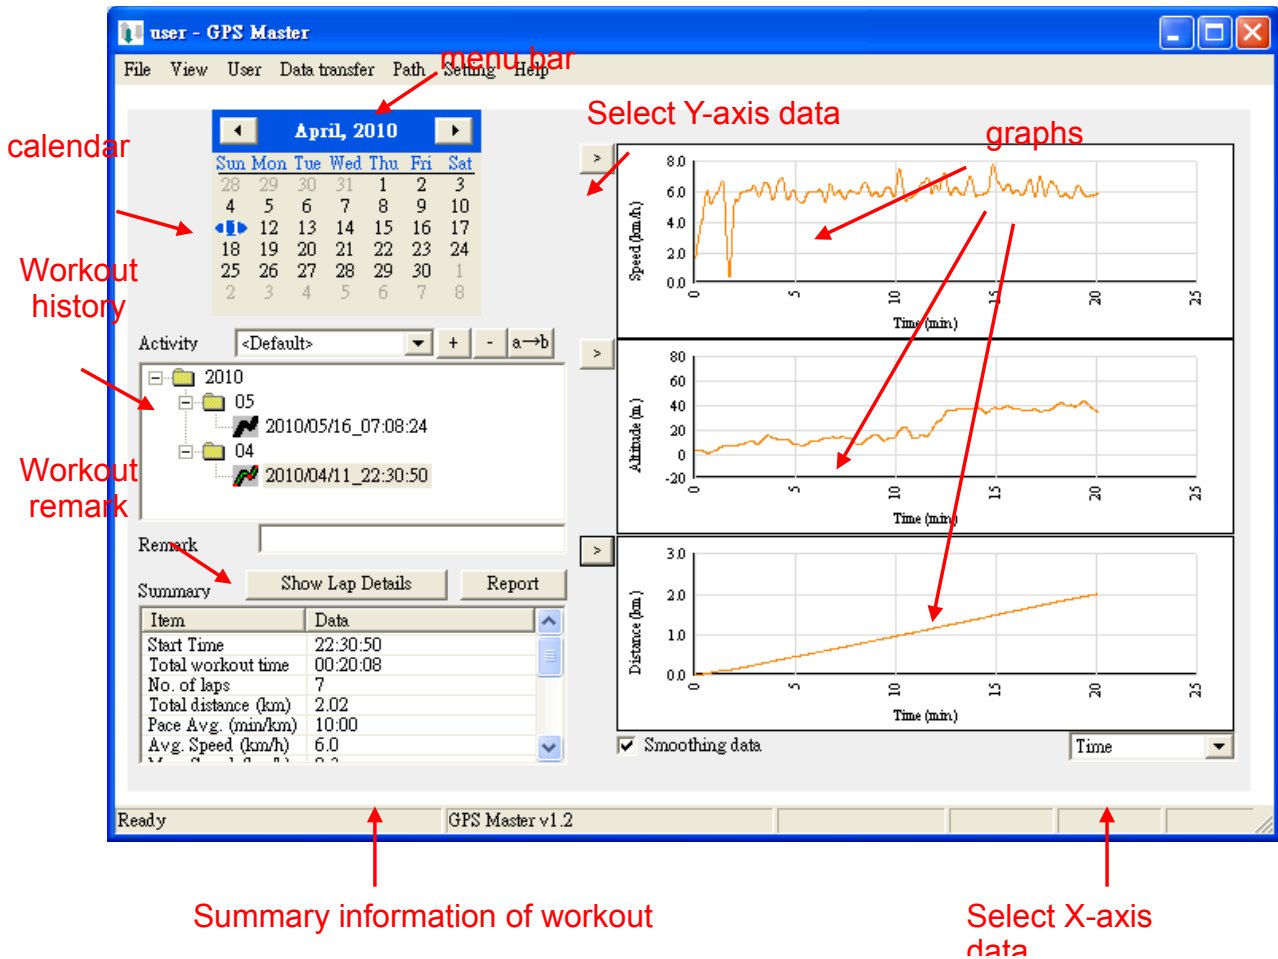 user - GPS Master
File View User Data transfer Path Setting Help
menu bar
calendar
April, 2010
Sun Mon Tue Wed Thu Fri Sat
28 29 30 31 1 2 3
4 5 6 7 8 9 10
12 13 14 15 16 17
18 19 20 21 22 23 24
25 26 27 28 29 30 1
2 3 4 5 6 7 8
Workout
history
Activity <Default> + - a→b
2010
05
2010/05/16_07:08:24
04
2010/04/11_22:30:50
Workout
remark
Remark
Summary Show Lap Details Report
Item Data
Start Time 22:30:50
Total workout time 00:20:08
No. of laps 7
Total distance (km) 2.02
Pace Avg. (min/km) 10:00
Avg. Speed (km/h) 6.0
Select Y-axis data
graphs
>
Speed (km/h)
8.0
6.0
4.0
2.0
0.0
0 5 10 15 20 25
Time (min.)
>
Altitude (m)
80
60
40
20
0
-20
0 5 10 15 20 25
Time (min.)
>
Distance (km)
3.0
2.0
1.0
0.0
0 5 10 15 20 25
Time (min.)
Smoothing data Time
Ready GPS Master v1.2
Summary information of workout
Select X-axis
data